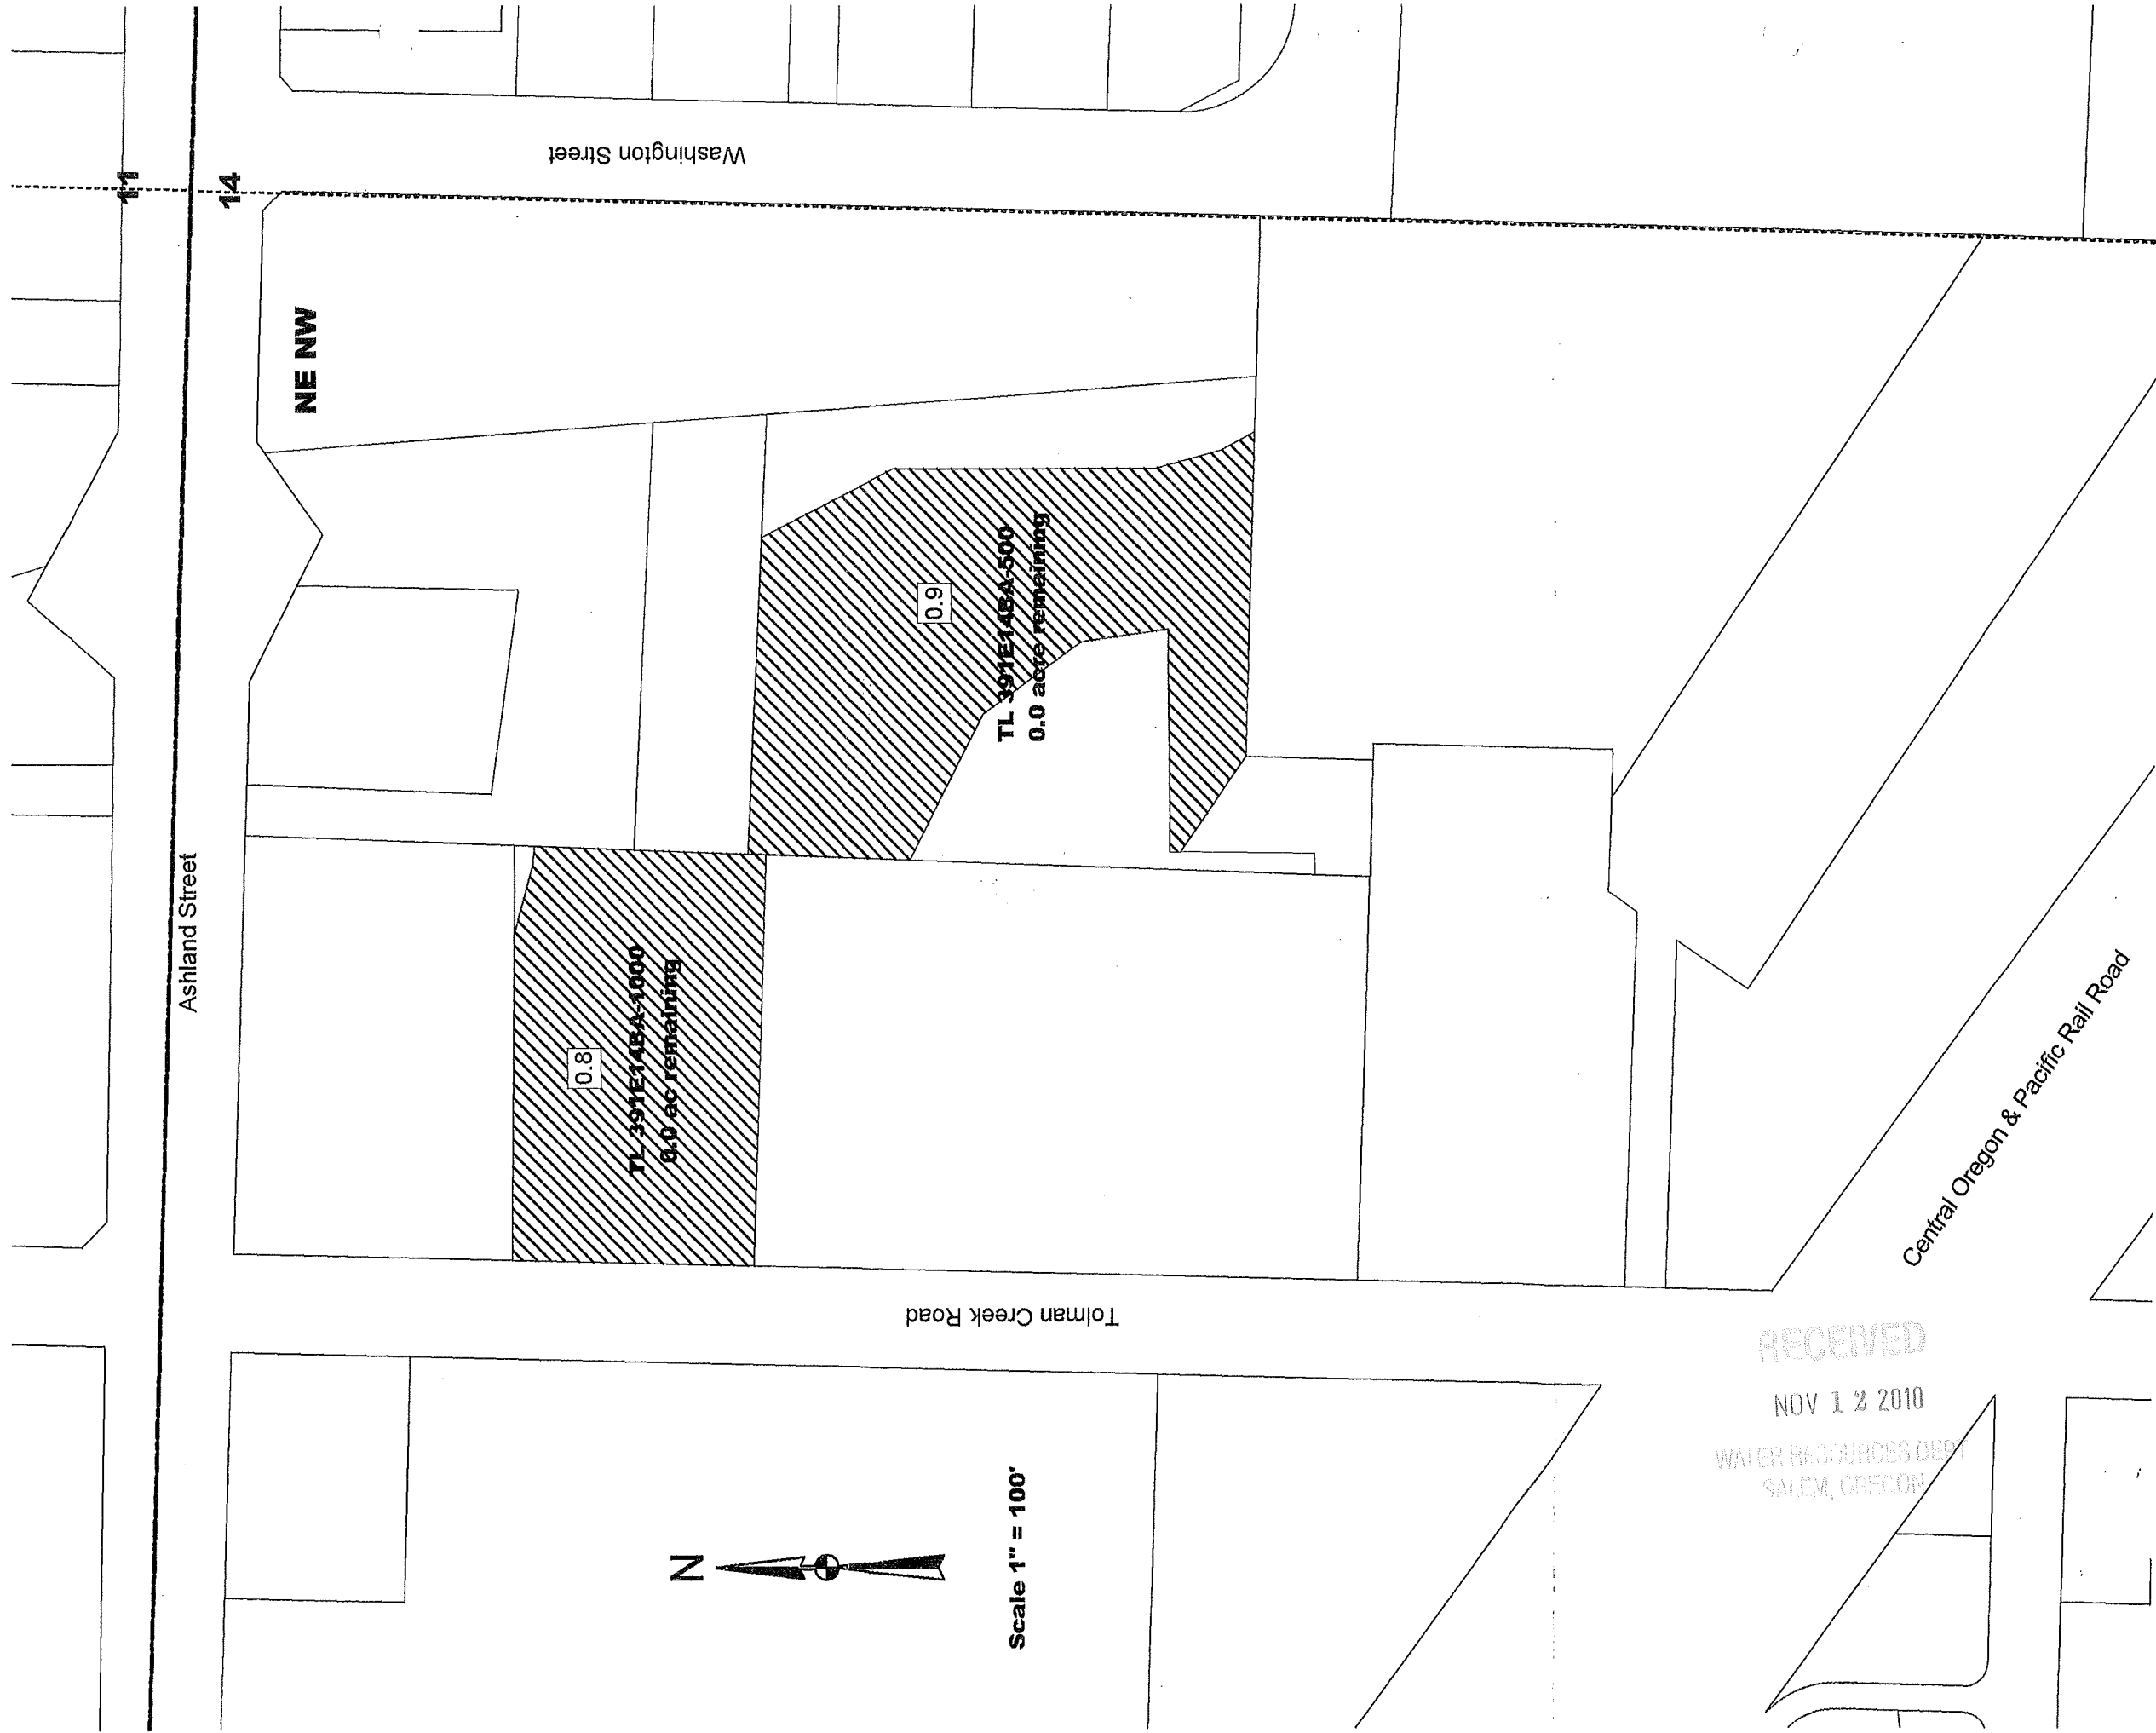 11
14
Washington Street
NE NW
Ashland Street
0.9
TL 391E14BA-500
0.0 acre remaining
0.8
TL 391E14BA-1000
0.0 ac remaining
Tolman Creek Road
Central Oregon & Pacific Rail Road
N
Scale 1" = 100'
RECEIVED
NOV 12 2010
WATER RESOURCES DEPT
SALEM, OREGON